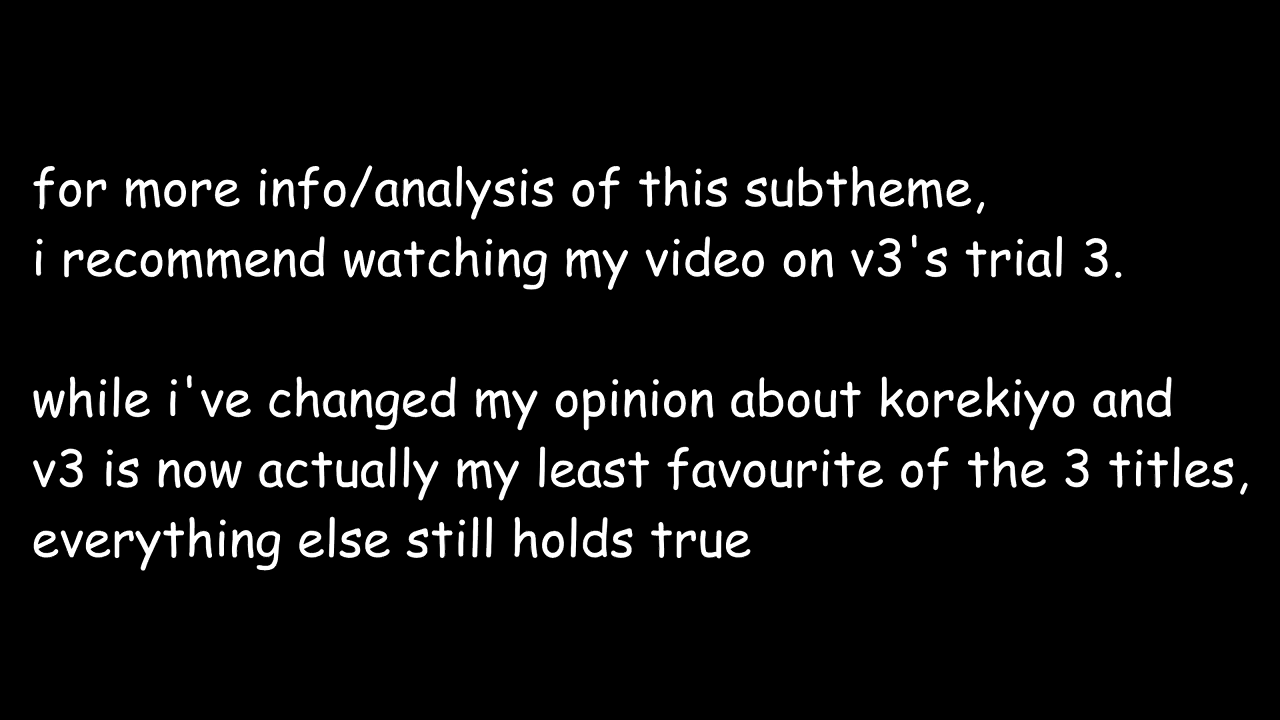 for more info/analysis of this subtheme,
i recommend watching my video on v3's trial 3.
while i've changed my opinion about korekiyo and
v3 is now actually my least favourite of the 3 titles,
everything else still holds true